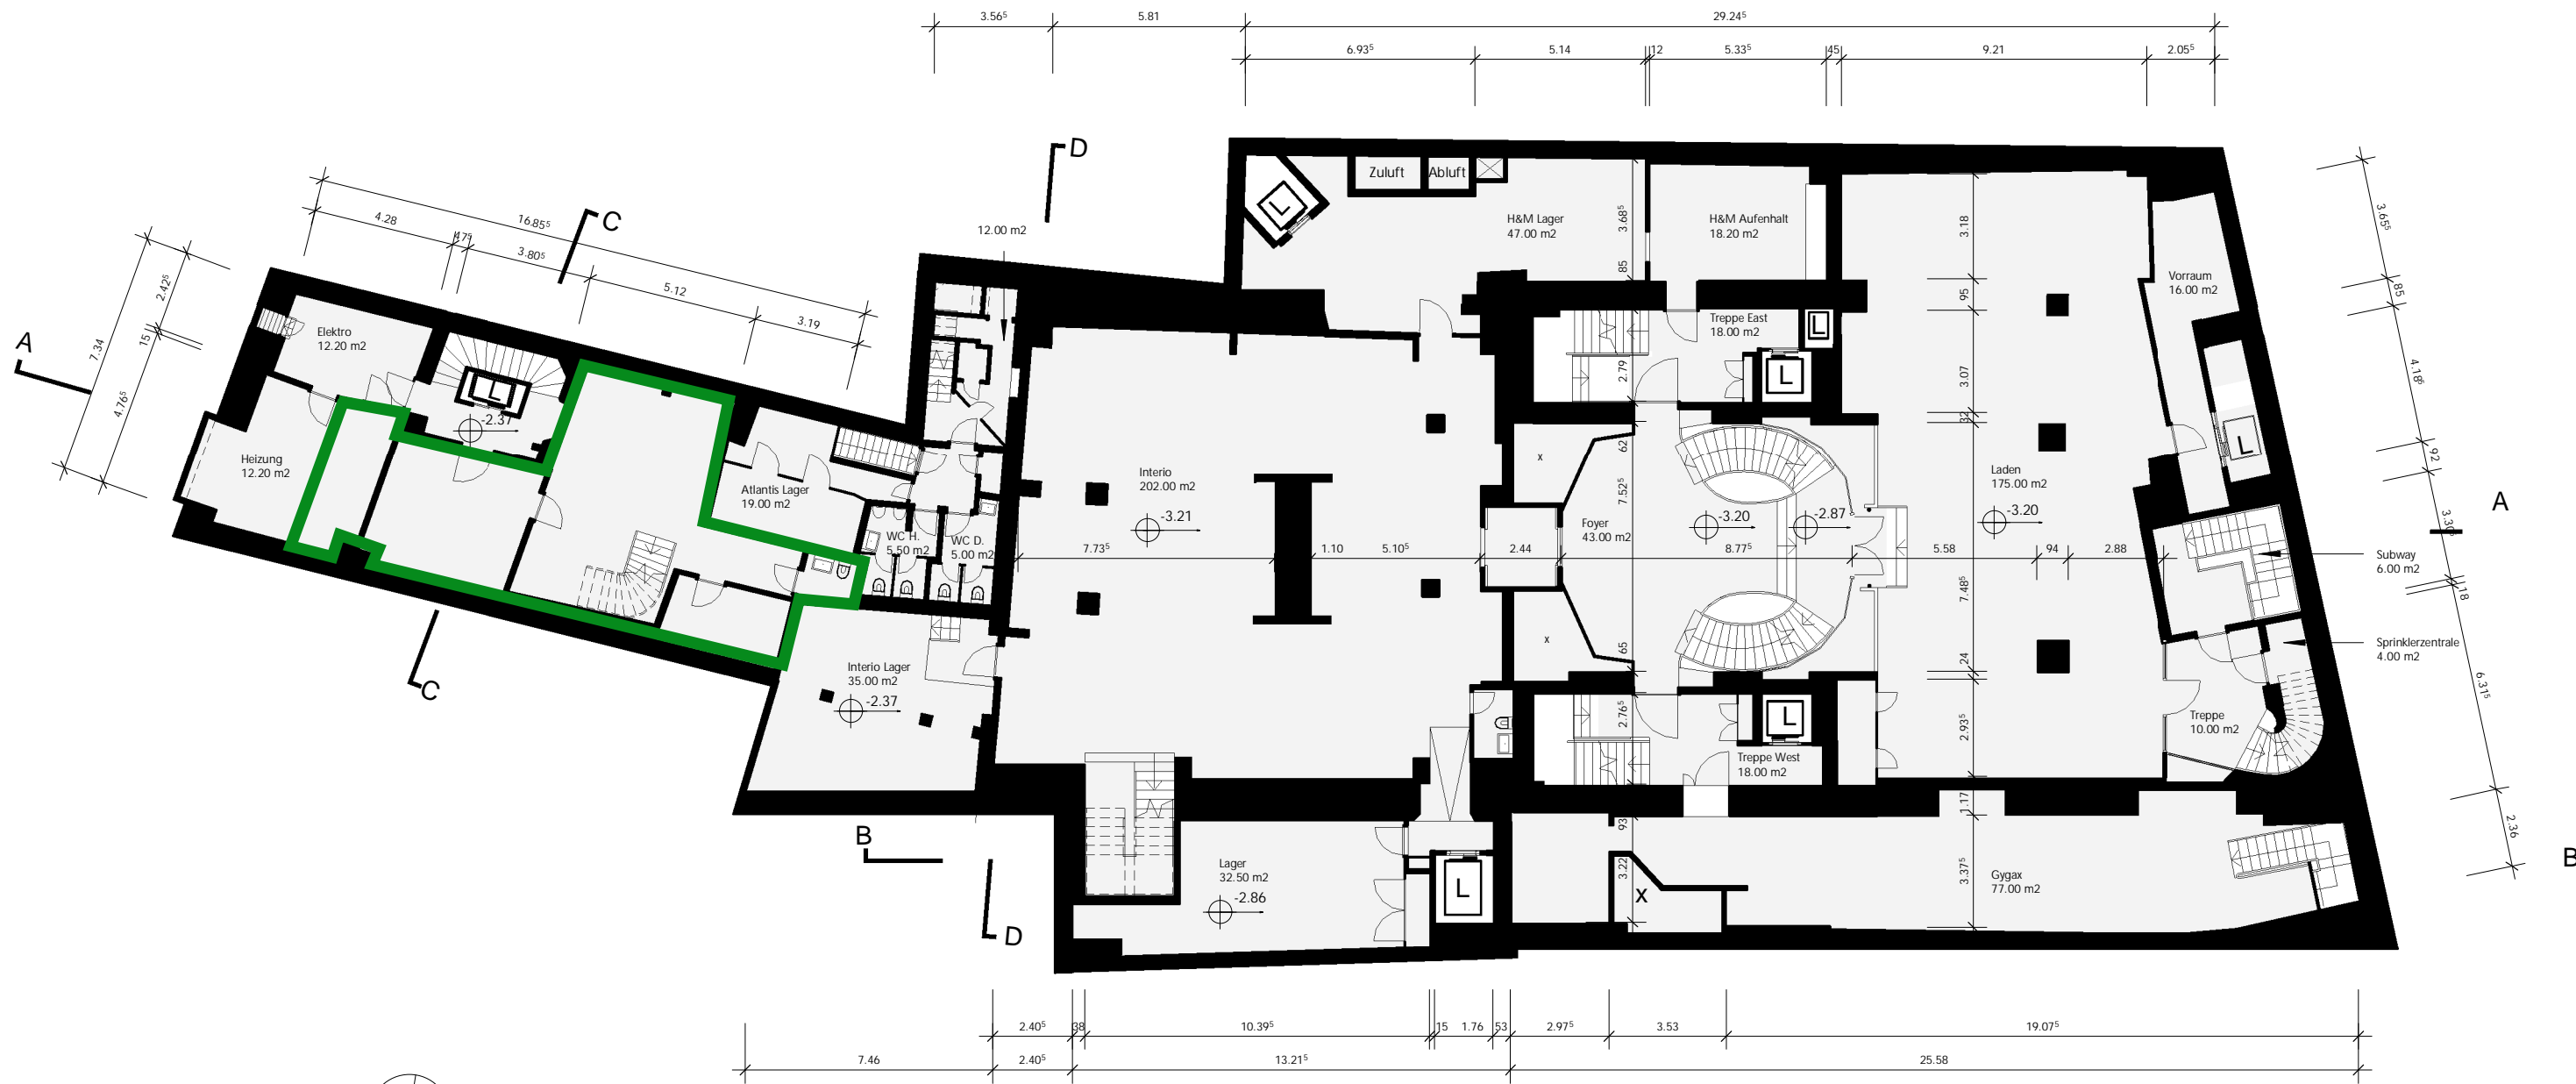 3.56⁵ 5.81 29.24⁵
6.93⁵ 5.14 12 5.33⁵ 45 9.21 2.05⁵
D
12.00 m2
C
4.28 47⁵ 3.80⁵ 5.12 3.19
16.85⁵
7.34
2.42⁵
15
4.76⁵
A
Zuluft
Abluft
L
H&M Lager
47.00 m2
3.68⁵
85
H&M Aufenhalt
18.20 m2
3.18
95
3.07
32
Vorraum
16.00 m2
3.65⁵
85
4.18⁵
92
3.30
18
6.31⁵
2.36
Elektro
12.20 m2
L
-2.37
Heizung
12.20 m2
Atlantis Lager
19.00 m2
WC H.
5.50 m2
WC D.
5.00 m2
Interio
202.00 m2
-3.21
7.73⁵ 1.10 5.10⁵ 2.44 8.77⁵ 5.58 94 2.88
Treppe East
18.00 m2
L
L
2.79
62
7.52⁵
65
2.76⁵
x
x
Foyer
43.00 m2
-3.20
-2.87
Laden
175.00 m2
-3.20
L
A
7.48⁵
24
2.93⁵
Subway
6.00 m2
Sprinklerzentrale
4.00 m2
Interio Lager
35.00 m2
-2.37
C
Treppe
10.00 m2
L
Treppe West
18.00 m2
B
D
Lager
32.50 m2
-2.86
L
93
3.22
X
1.17
3.37⁵
Gygax
77.00 m2
B
2.40⁵ 38 10.39⁵ 15 1.76 53 2.97⁵ 3.53 19.07⁵
7.46 2.40⁵ 13.21⁵ 25.58